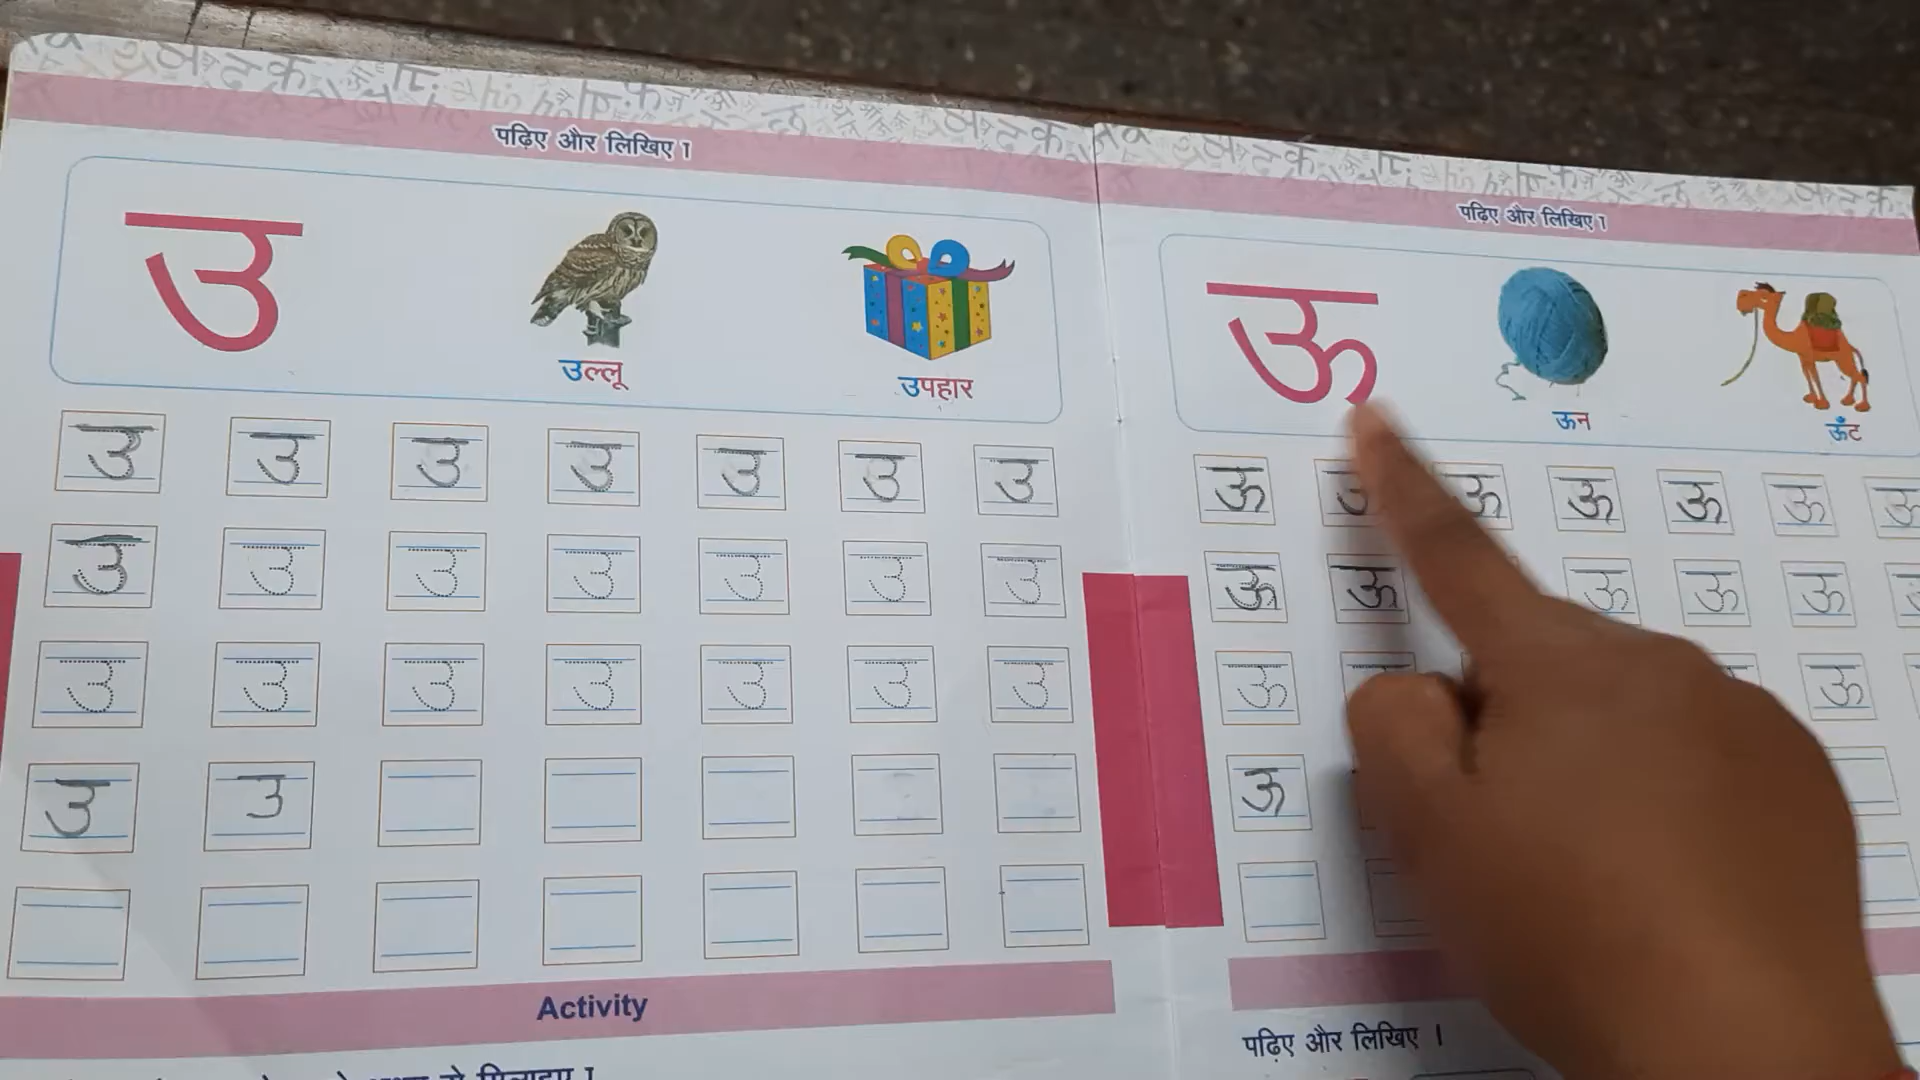 पढ़िए और लिखिए ।
उ
उल्लू
उपहार
उ उ उ उ उ उ उ
उ उ उ उ उ उ उ
उ उ उ उ उ उ उ
उ उ
Activity
पढ़िए और लिखिए ।
ऊ
ऊन
ऊँट
ऊ ऊ ऊ ऊ ऊ ऊ
ऊ ऊ ऊ ऊ ऊ
ऊ ऊ
ऊ
पढ़िए और लिखिए ।